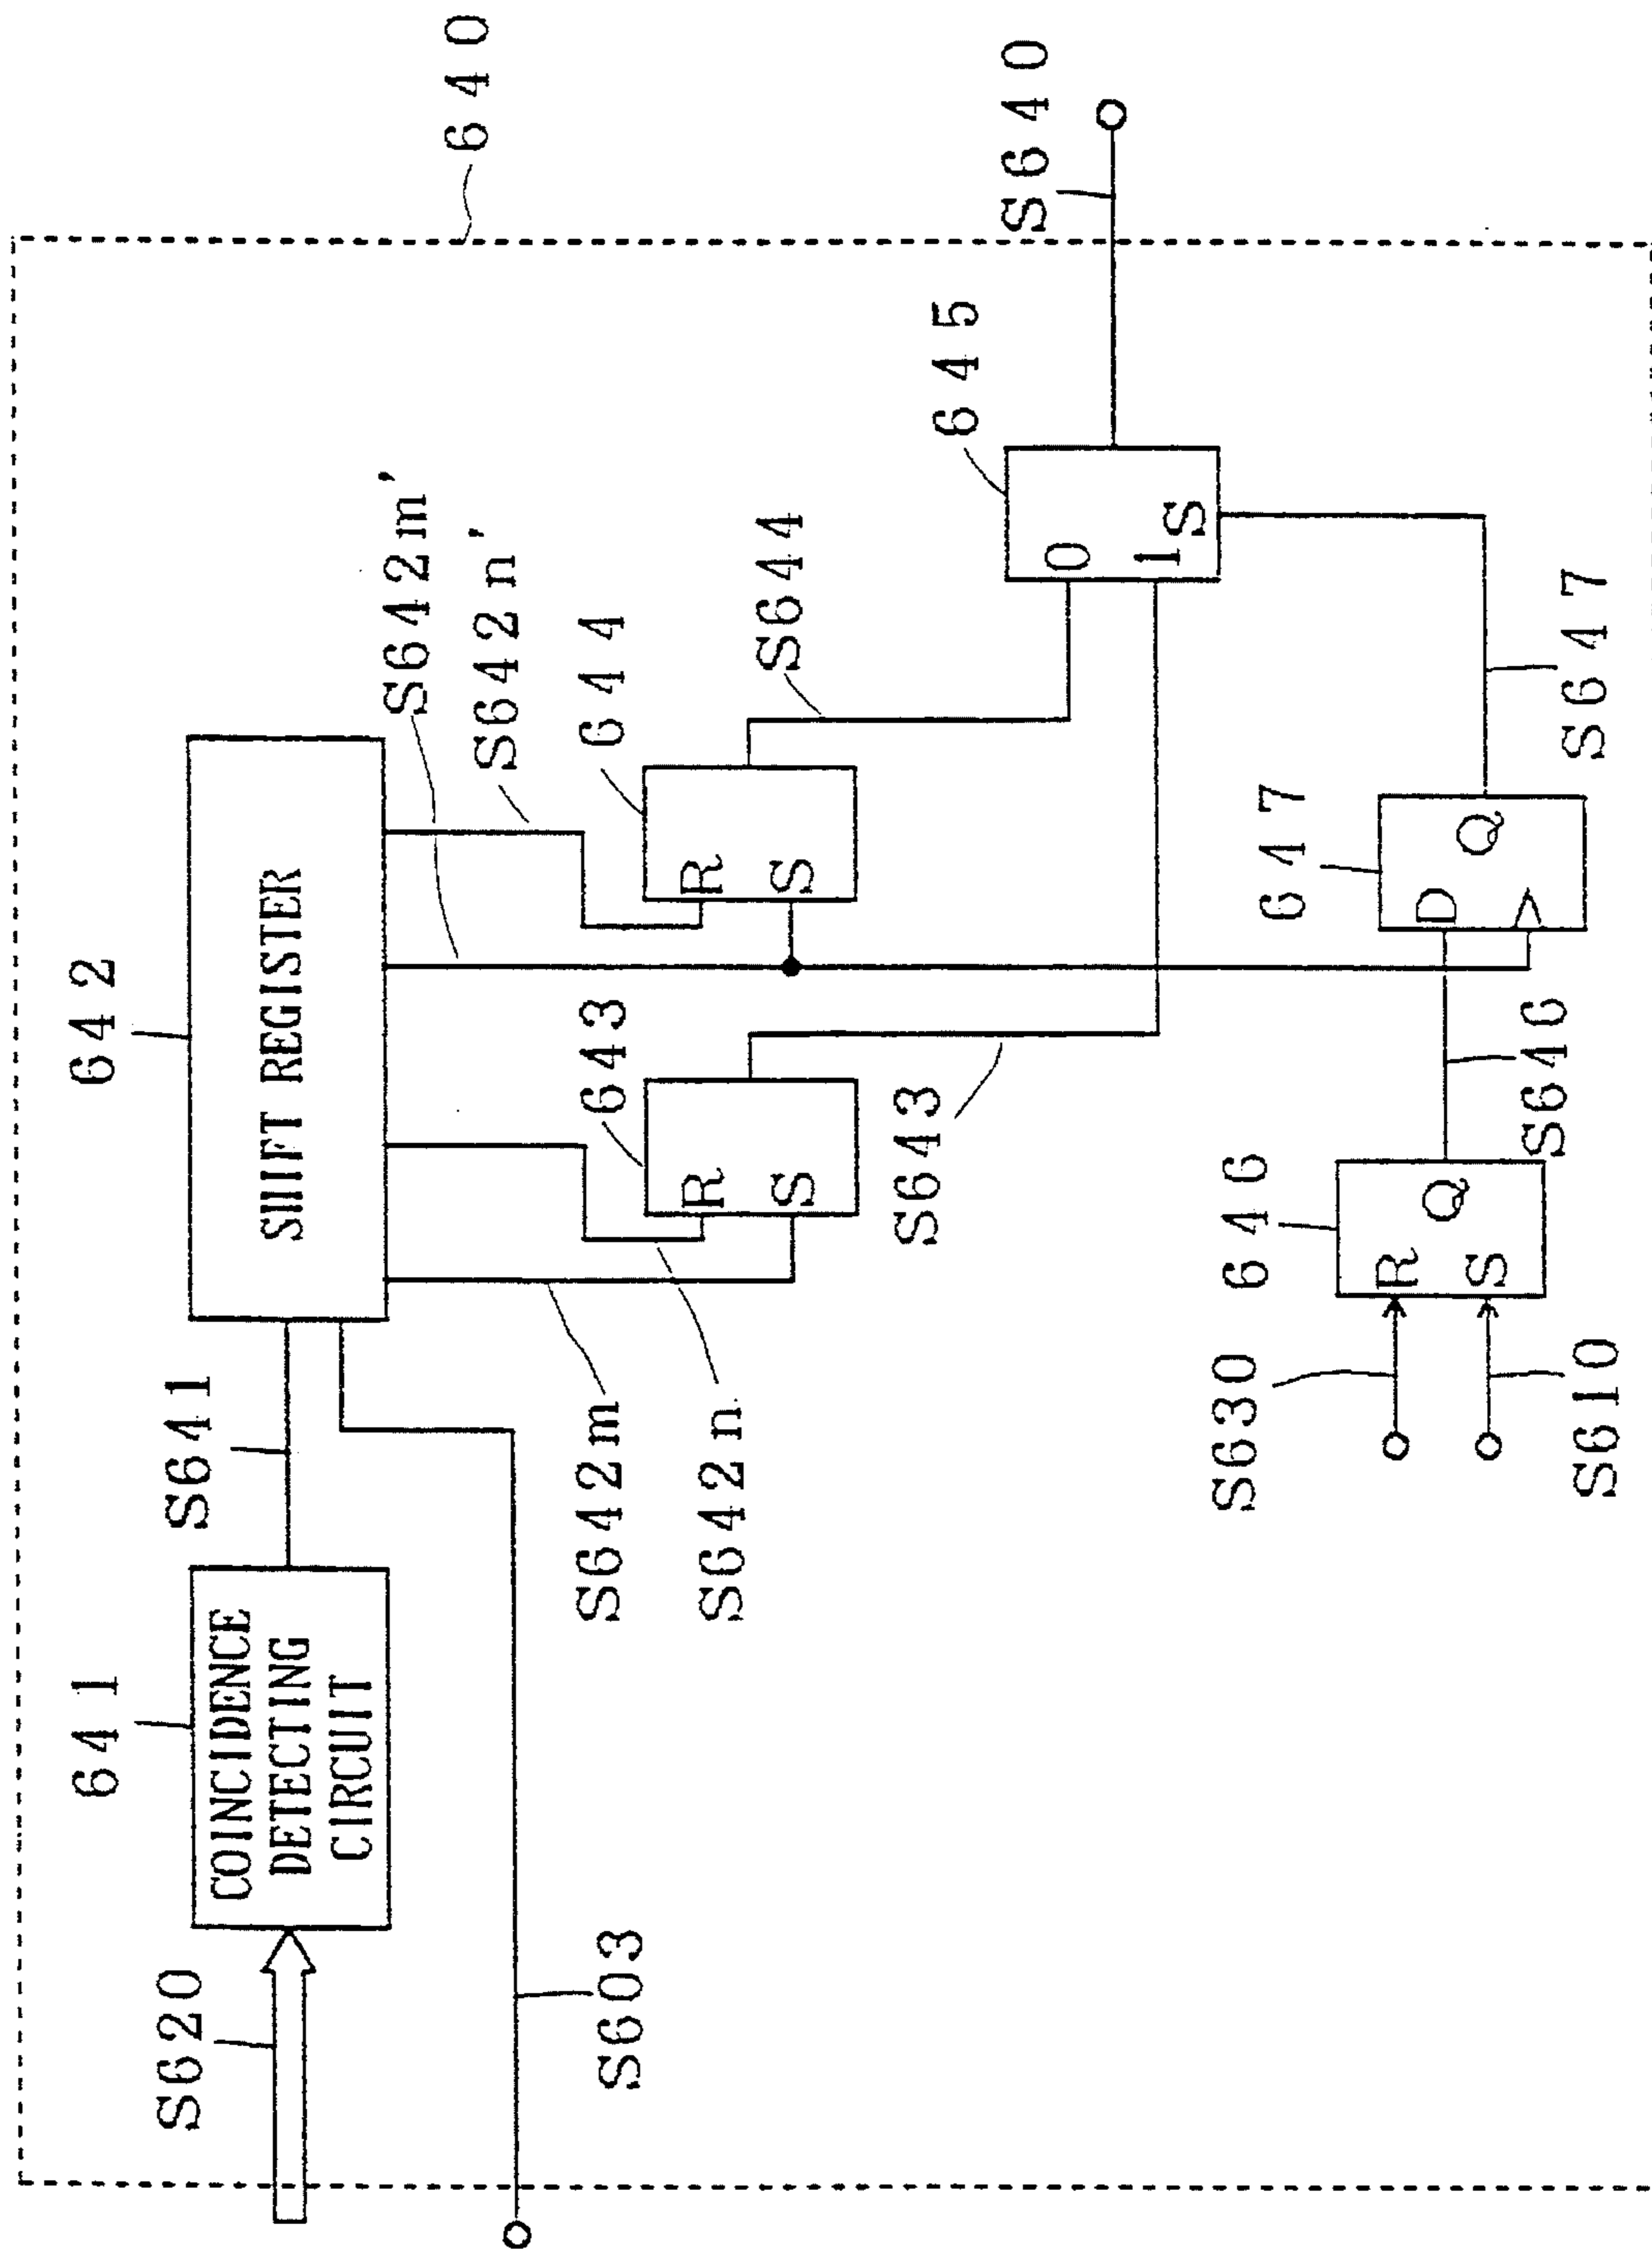 640
642
641
S620
COINCIDENCE
DETECTING
CIRCUIT
S641
SHIFT REGISTER
S603
S642m
S642n
S642m'
S642n'
643
R
S
644
R
S
S643
S644
645
0
1
S
S640
S630
S610
646
R
S
Q
S646
647
D
Q
S647